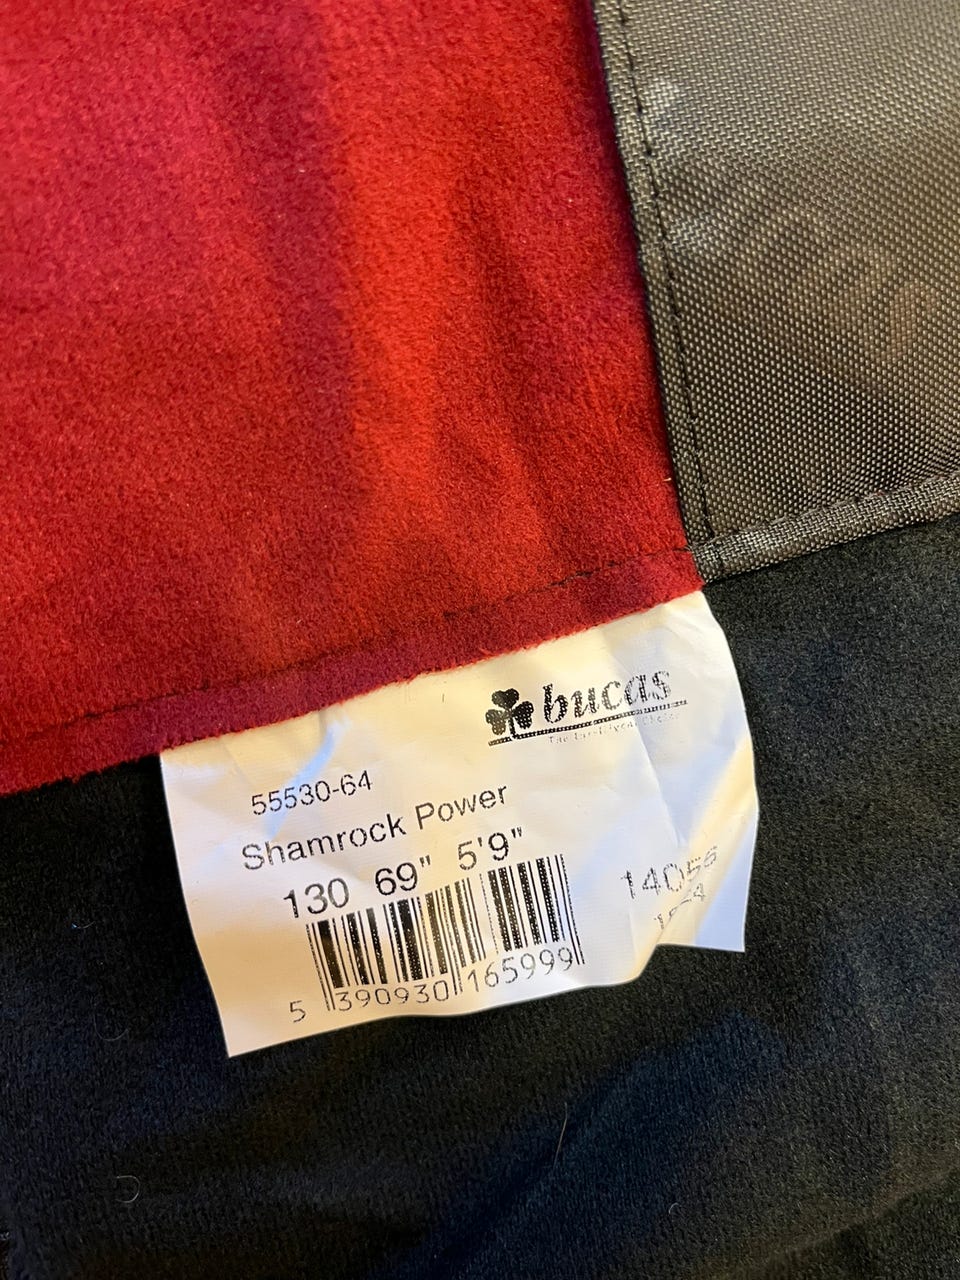 bucas
55530-64
Shamrock Power
130 69" 5'9"
5 390930 165999